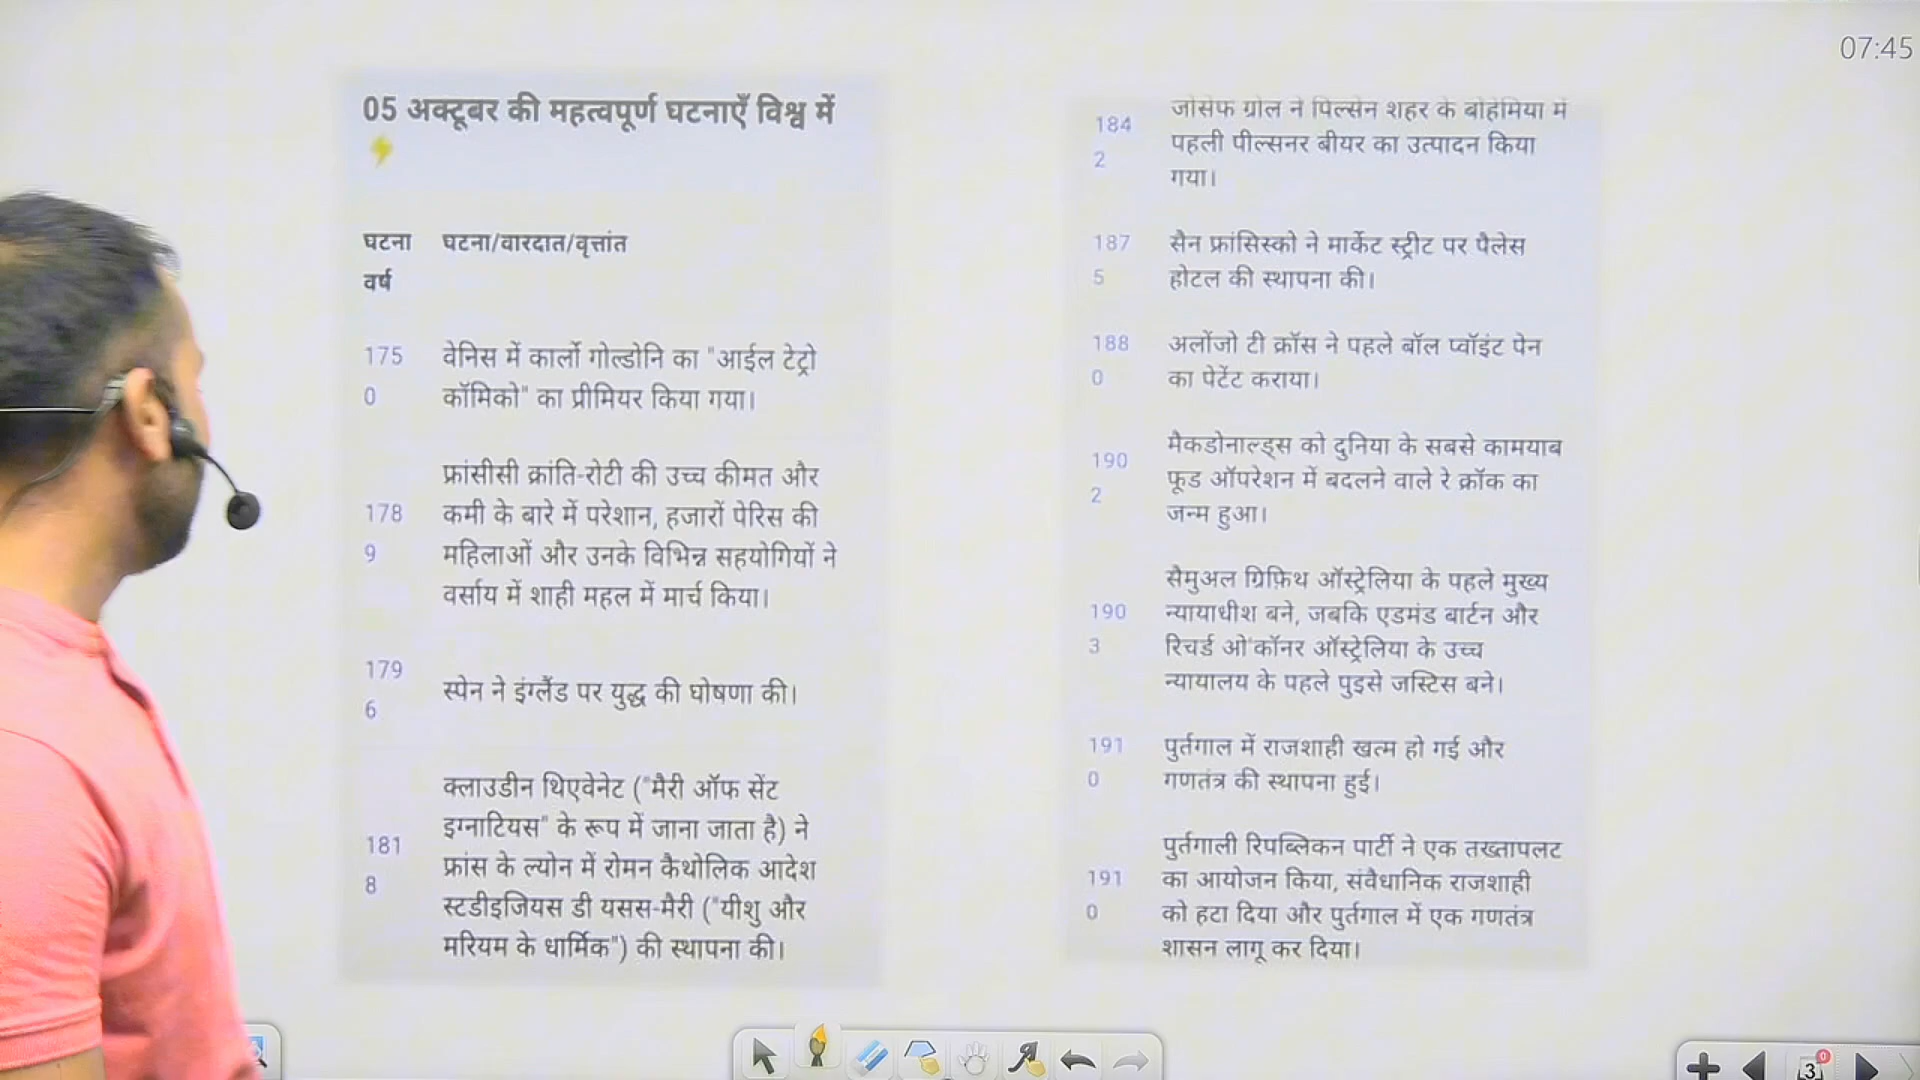 07:45
05 अक्टूबर की महत्वपूर्ण घटनाएँ विश्व में
घटना घटना/वारदात/वृत्तांत
वर्ष
175 वेनिस में कार्लो गोल्डोनि का "आईल टेट्रो
0 कॉमिको" का प्रीमियर किया गया।
फ्रांसीसी क्रांति-रोटी की उच्च कीमत और
178 कमी के बारे में परेशान, हजारों पेरिस की
9 महिलाओं और उनके विभिन्न सहयोगियों ने
वर्साय में शाही महल में मार्च किया।
179
स्पेन ने इंग्लैंड पर युद्ध की घोषणा की।
6
क्लाउडीन थिएवेनेट ("मैरी ऑफ सेंट
इग्नाटियस" के रूप में जाना जाता है) ने
181
फ्रांस के ल्योन में रोमन कैथोलिक आदेश
8
स्टडीइजियस डी यसस-मैरी ("यीशु और
मरियम के धार्मिक") की स्थापना की।
जोसेफ ग्रोल ने पिल्सेन शहर के बोहेमिया में
184
पहली पील्सनर बीयर का उत्पादन किया
2
गया।
187 सैन फ्रांसिस्को ने मार्केट स्ट्रीट पर पैलेस
5 होटल की स्थापना की।
188 अलोंजो टी क्रॉस ने पहले बॉल प्वॉइंट पेन
0 का पेटेंट कराया।
मैकडोनाल्ड्स को दुनिया के सबसे कामयाब
190
फूड ऑपरेशन में बदलने वाले रे क्रॉक का
2
जन्म हुआ।
सैमुअल ग्रिफ़िथ ऑस्ट्रेलिया के पहले मुख्य
190 न्यायाधीश बने, जबकि एडमंड बार्टन और
3 रिचर्ड ओ'कॉनर ऑस्ट्रेलिया के उच्च
न्यायालय के पहले पुइसे जस्टिस बने।
191 पुर्तगाल में राजशाही खत्म हो गई और
0 गणतंत्र की स्थापना हुई।
पुर्तगाली रिपब्लिकन पार्टी ने एक तख्तापलट
191 का आयोजन किया, संवैधानिक राजशाही
0 को हटा दिया और पुर्तगाल में एक गणतंत्र
शासन लागू कर दिया।
3 0